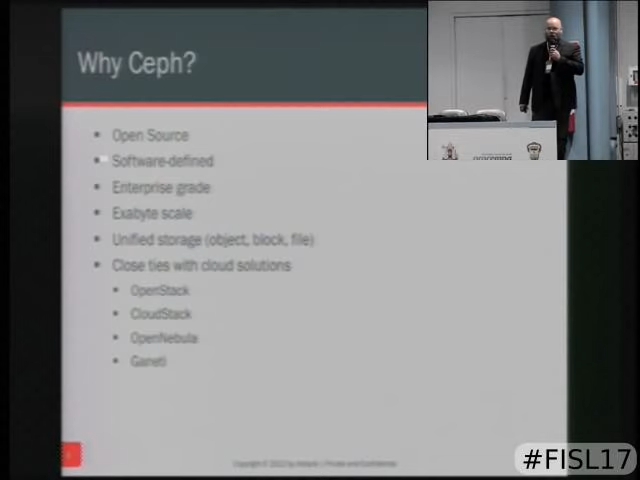 Why Ceph?
Open Source
Software-defined
Enterprise grade
Exabyte scale
Unified storage (object, block, file)
Close ties with cloud solutions
OpenStack
CloudStack
OpenNebula
Ganeti
#FISL17